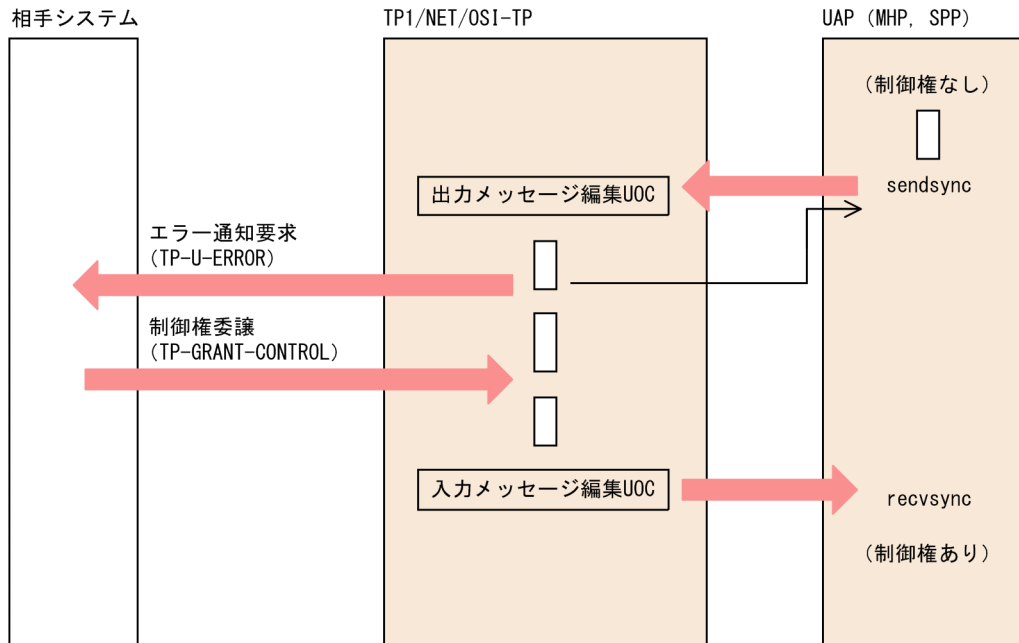 相手システム
TP1/NET/OSI-TP
UAP (MHP, SPP)
(制御権なし)
sendsync
出力メッセージ編集UOC
エラー通知要求
(TP-U-ERROR)
制御権委譲
(TP-GRANT-CONTROL)
入力メッセージ編集UOC
recvsync
(制御権あり)